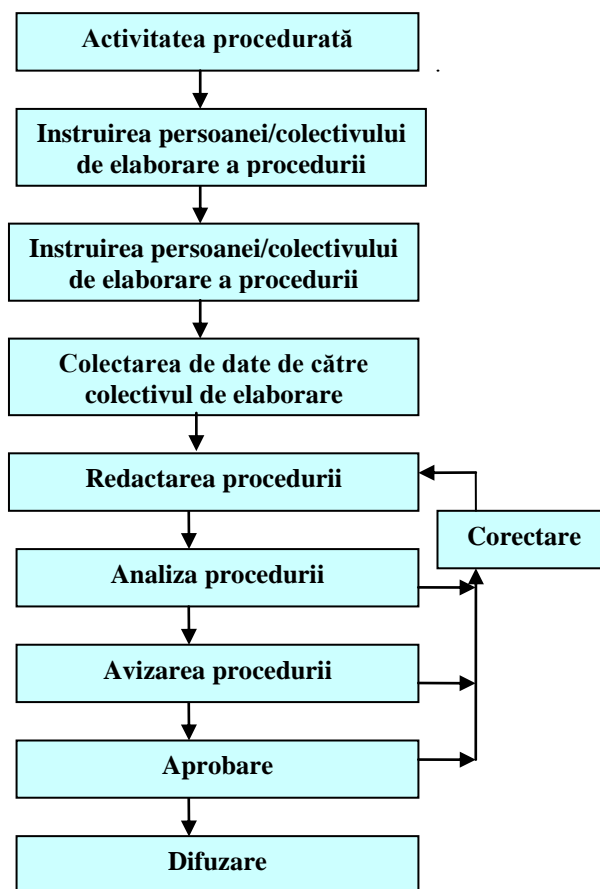 Activitatea procedurată
Instruirea persoanei/colectivului
de elaborare a procedurii
Instruirea persoanei/colectivului
de elaborare a procedurii
Colectarea de date de către
colectivul de elaborare
Redactarea procedurii
Corectare
Analiza procedurii
Avizarea procedurii
Aprobare
Difuzare